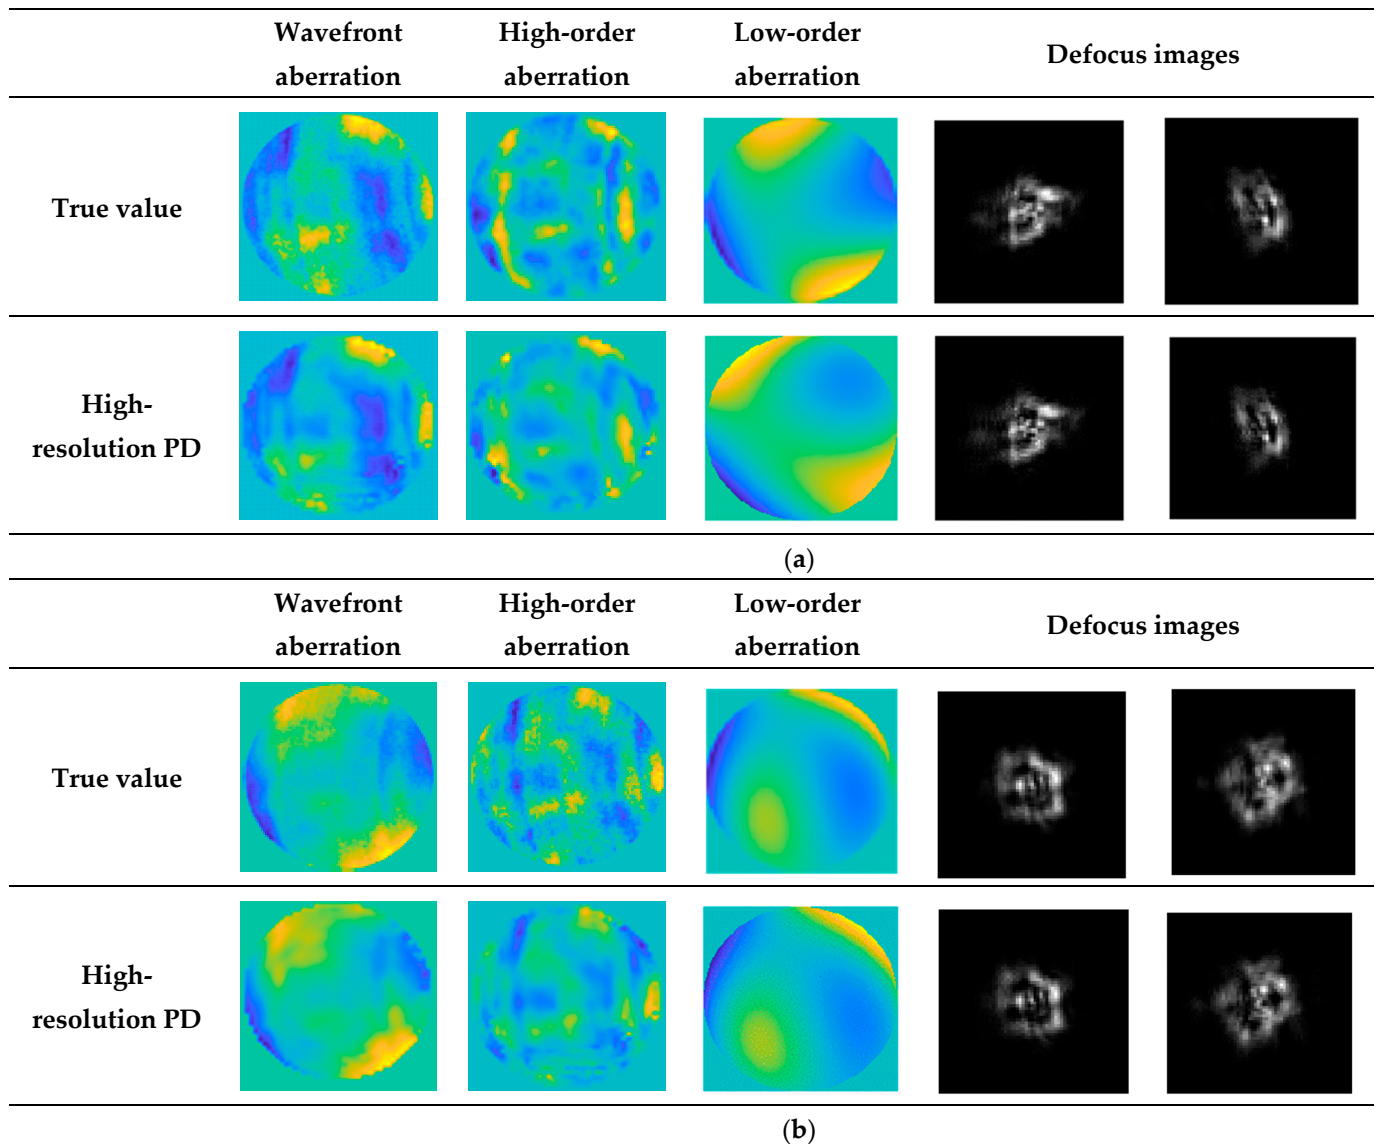 Wavefront aberration High-order aberration Low-order aberration Defocus images
True value
High-
resolution PD
(a)
Wavefront aberration High-order aberration Low-order aberration Defocus images
True value
High-
resolution PD
(b)